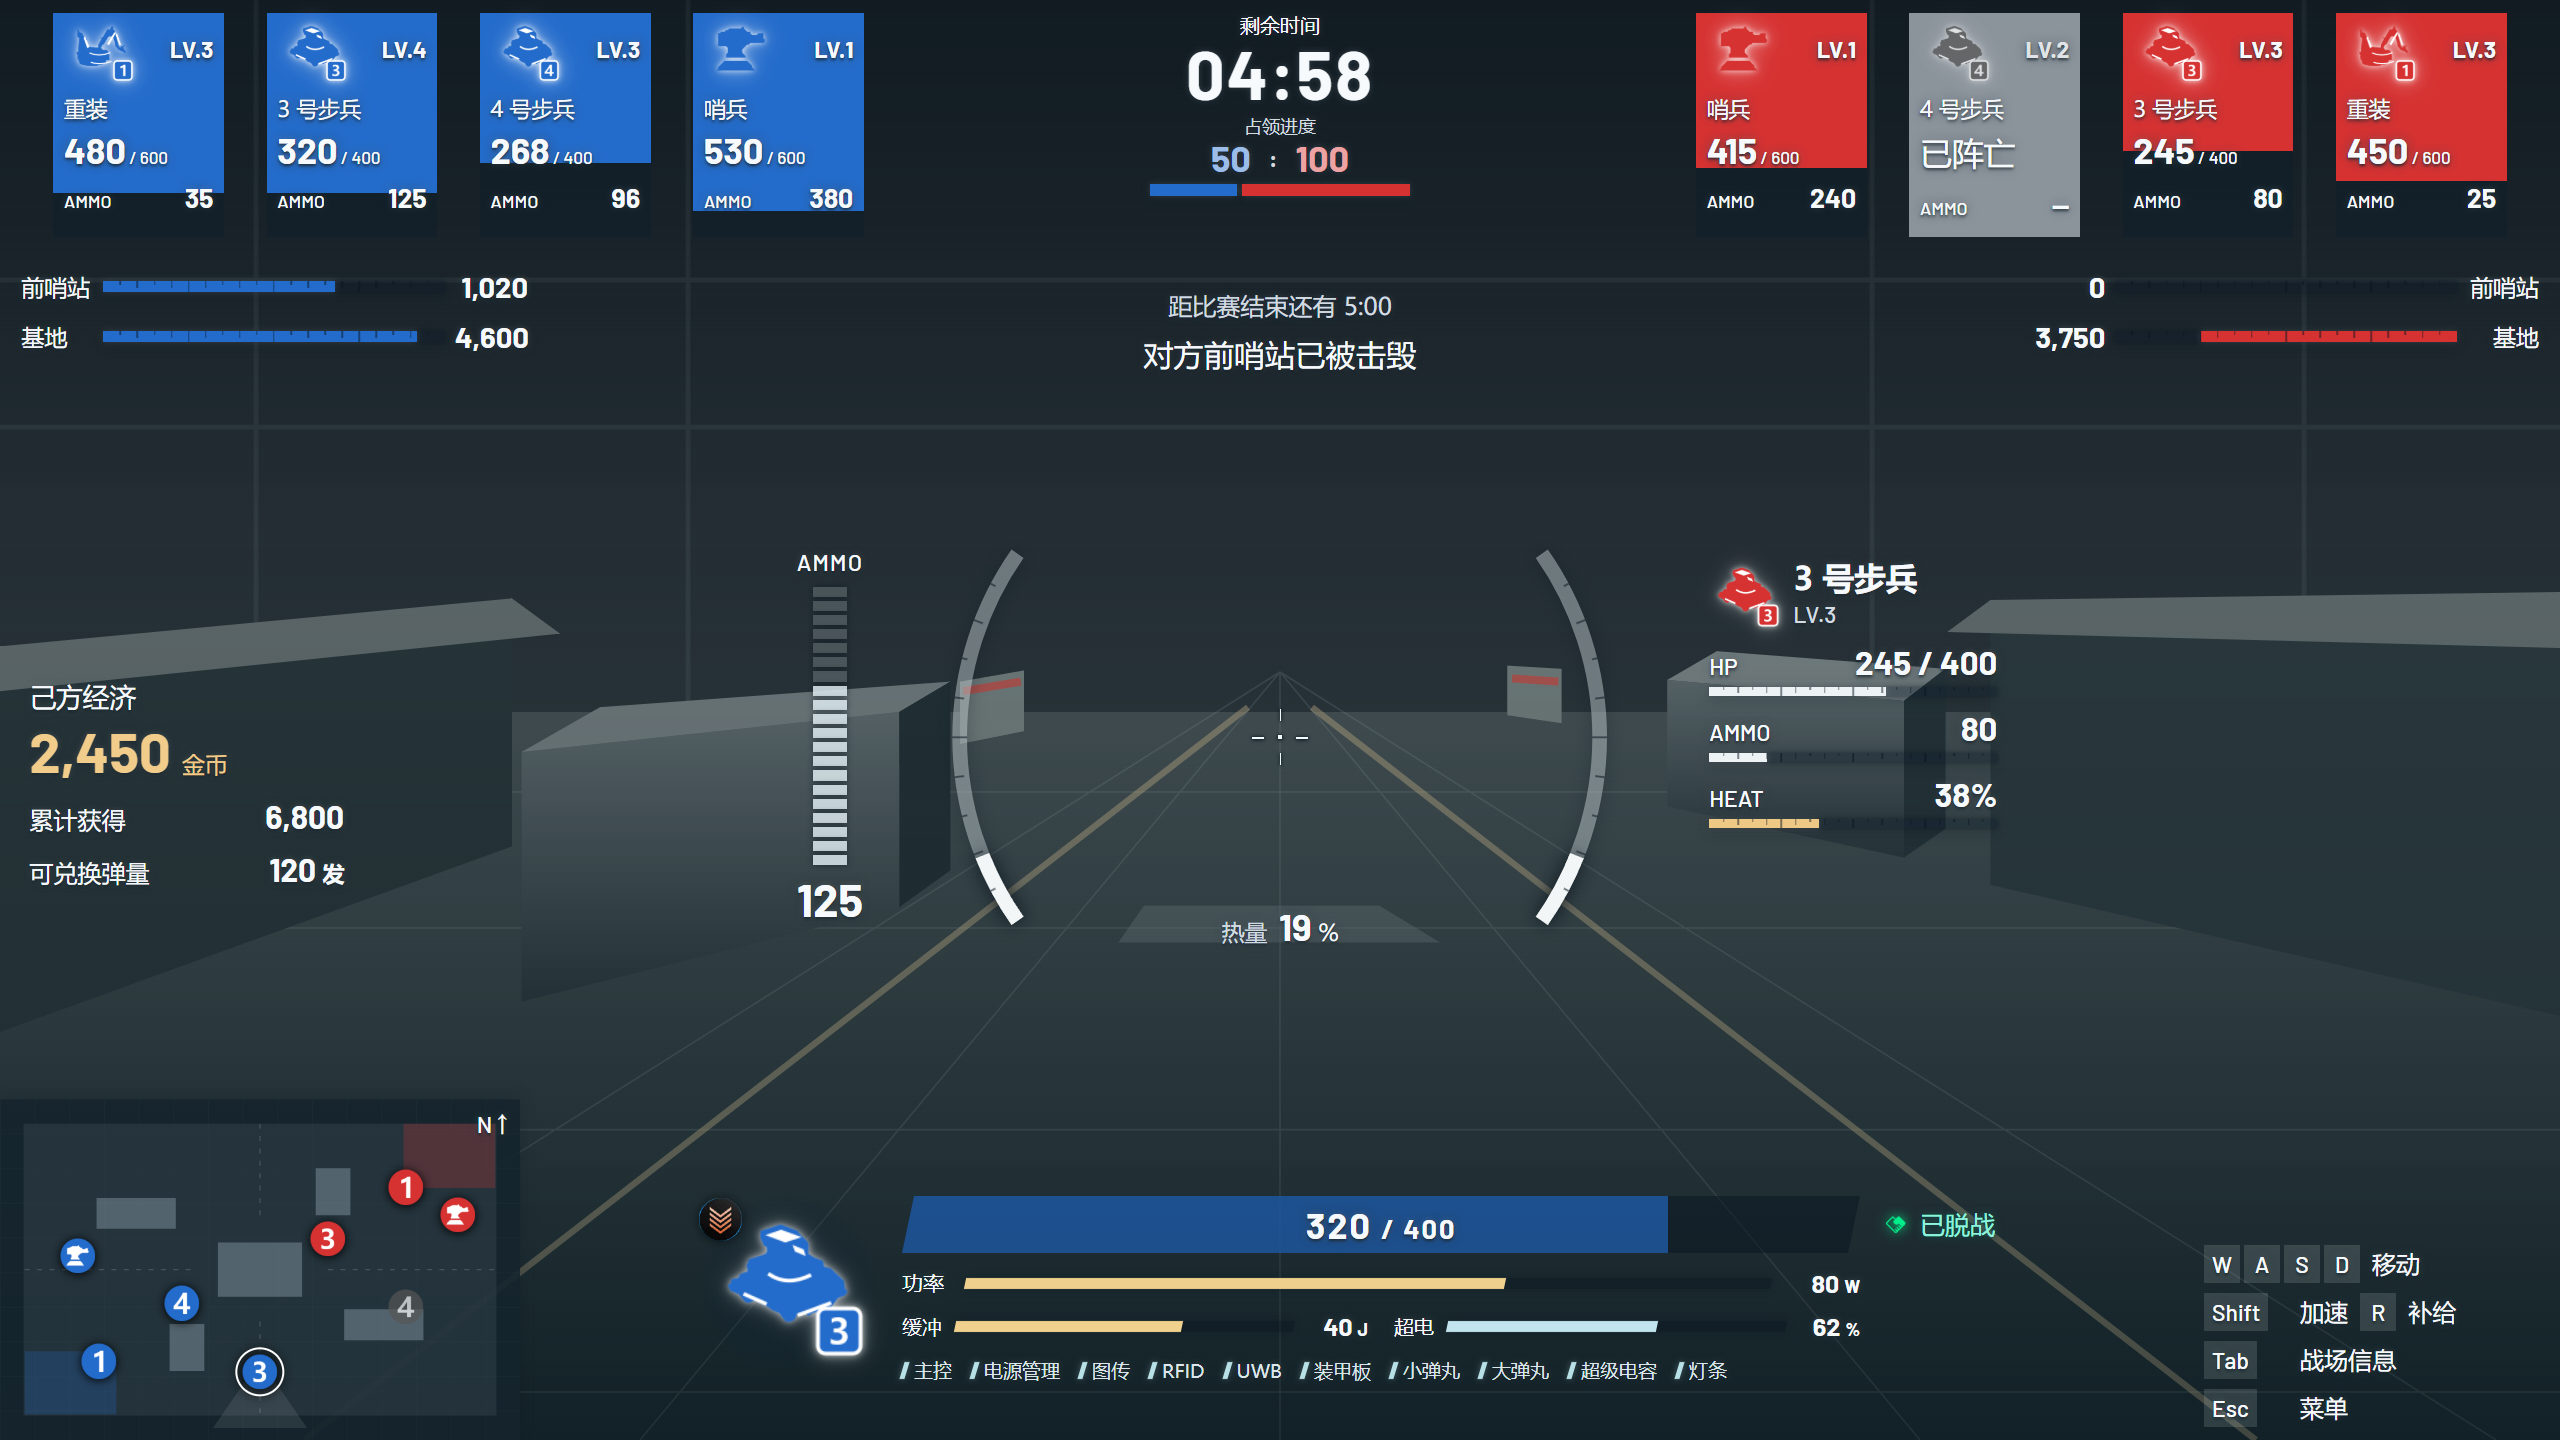 LV.3
1
重装
480 / 600
AMMO 35
LV.4
3
3 号步兵
320 / 400
AMMO 125
LV.3
4
4 号步兵
268 / 400
AMMO 96
LV.1
哨兵
530 / 600
AMMO 380
剩余时间
04:58
占领进度
50 : 100
LV.1
哨兵
415 / 600
AMMO 240
LV.2
4
4 号步兵
已阵亡
AMMO –
LV.3
3
3 号步兵
245 / 400
AMMO 80
LV.3
1
重装
450 / 600
AMMO 25
前哨站 1,020
基地 4,600
距比赛结束还有 5:00
对方前哨站已被击毁
0 前哨站
3,750 基地
AMMO
125
3 号步兵
3
LV.3
HP 245 / 400
AMMO 80
HEAT 38%
己方经济
2,450 金币
累计获得 6,800
可兑换弹量 120 发
热量 19 %
N↑
1
3
4
4
1
3
3
320 / 400
已脱战
功率 80 W
缓冲 40 J 超电 62 %
主控 电源管理 图传 RFID UWB 装甲板 小弹丸 大弹丸 超级电容 灯条
W A S D 移动
Shift 加速 R 补给
Tab 战场信息
Esc 菜单